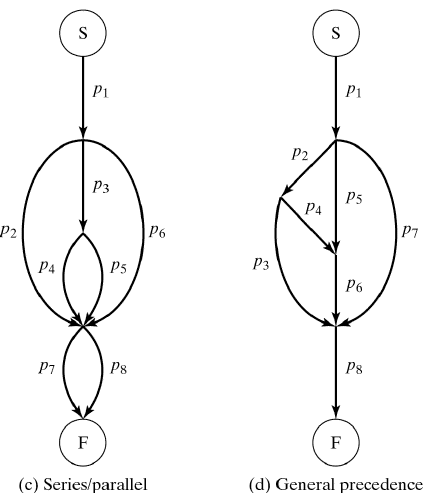 S
p1
p2
p3
p6
p4
p5
p7
p8
F
(c) Series/parallel
S
p1
p2
p4
p5
p7
p3
p6
p8
F
(d) General precedence